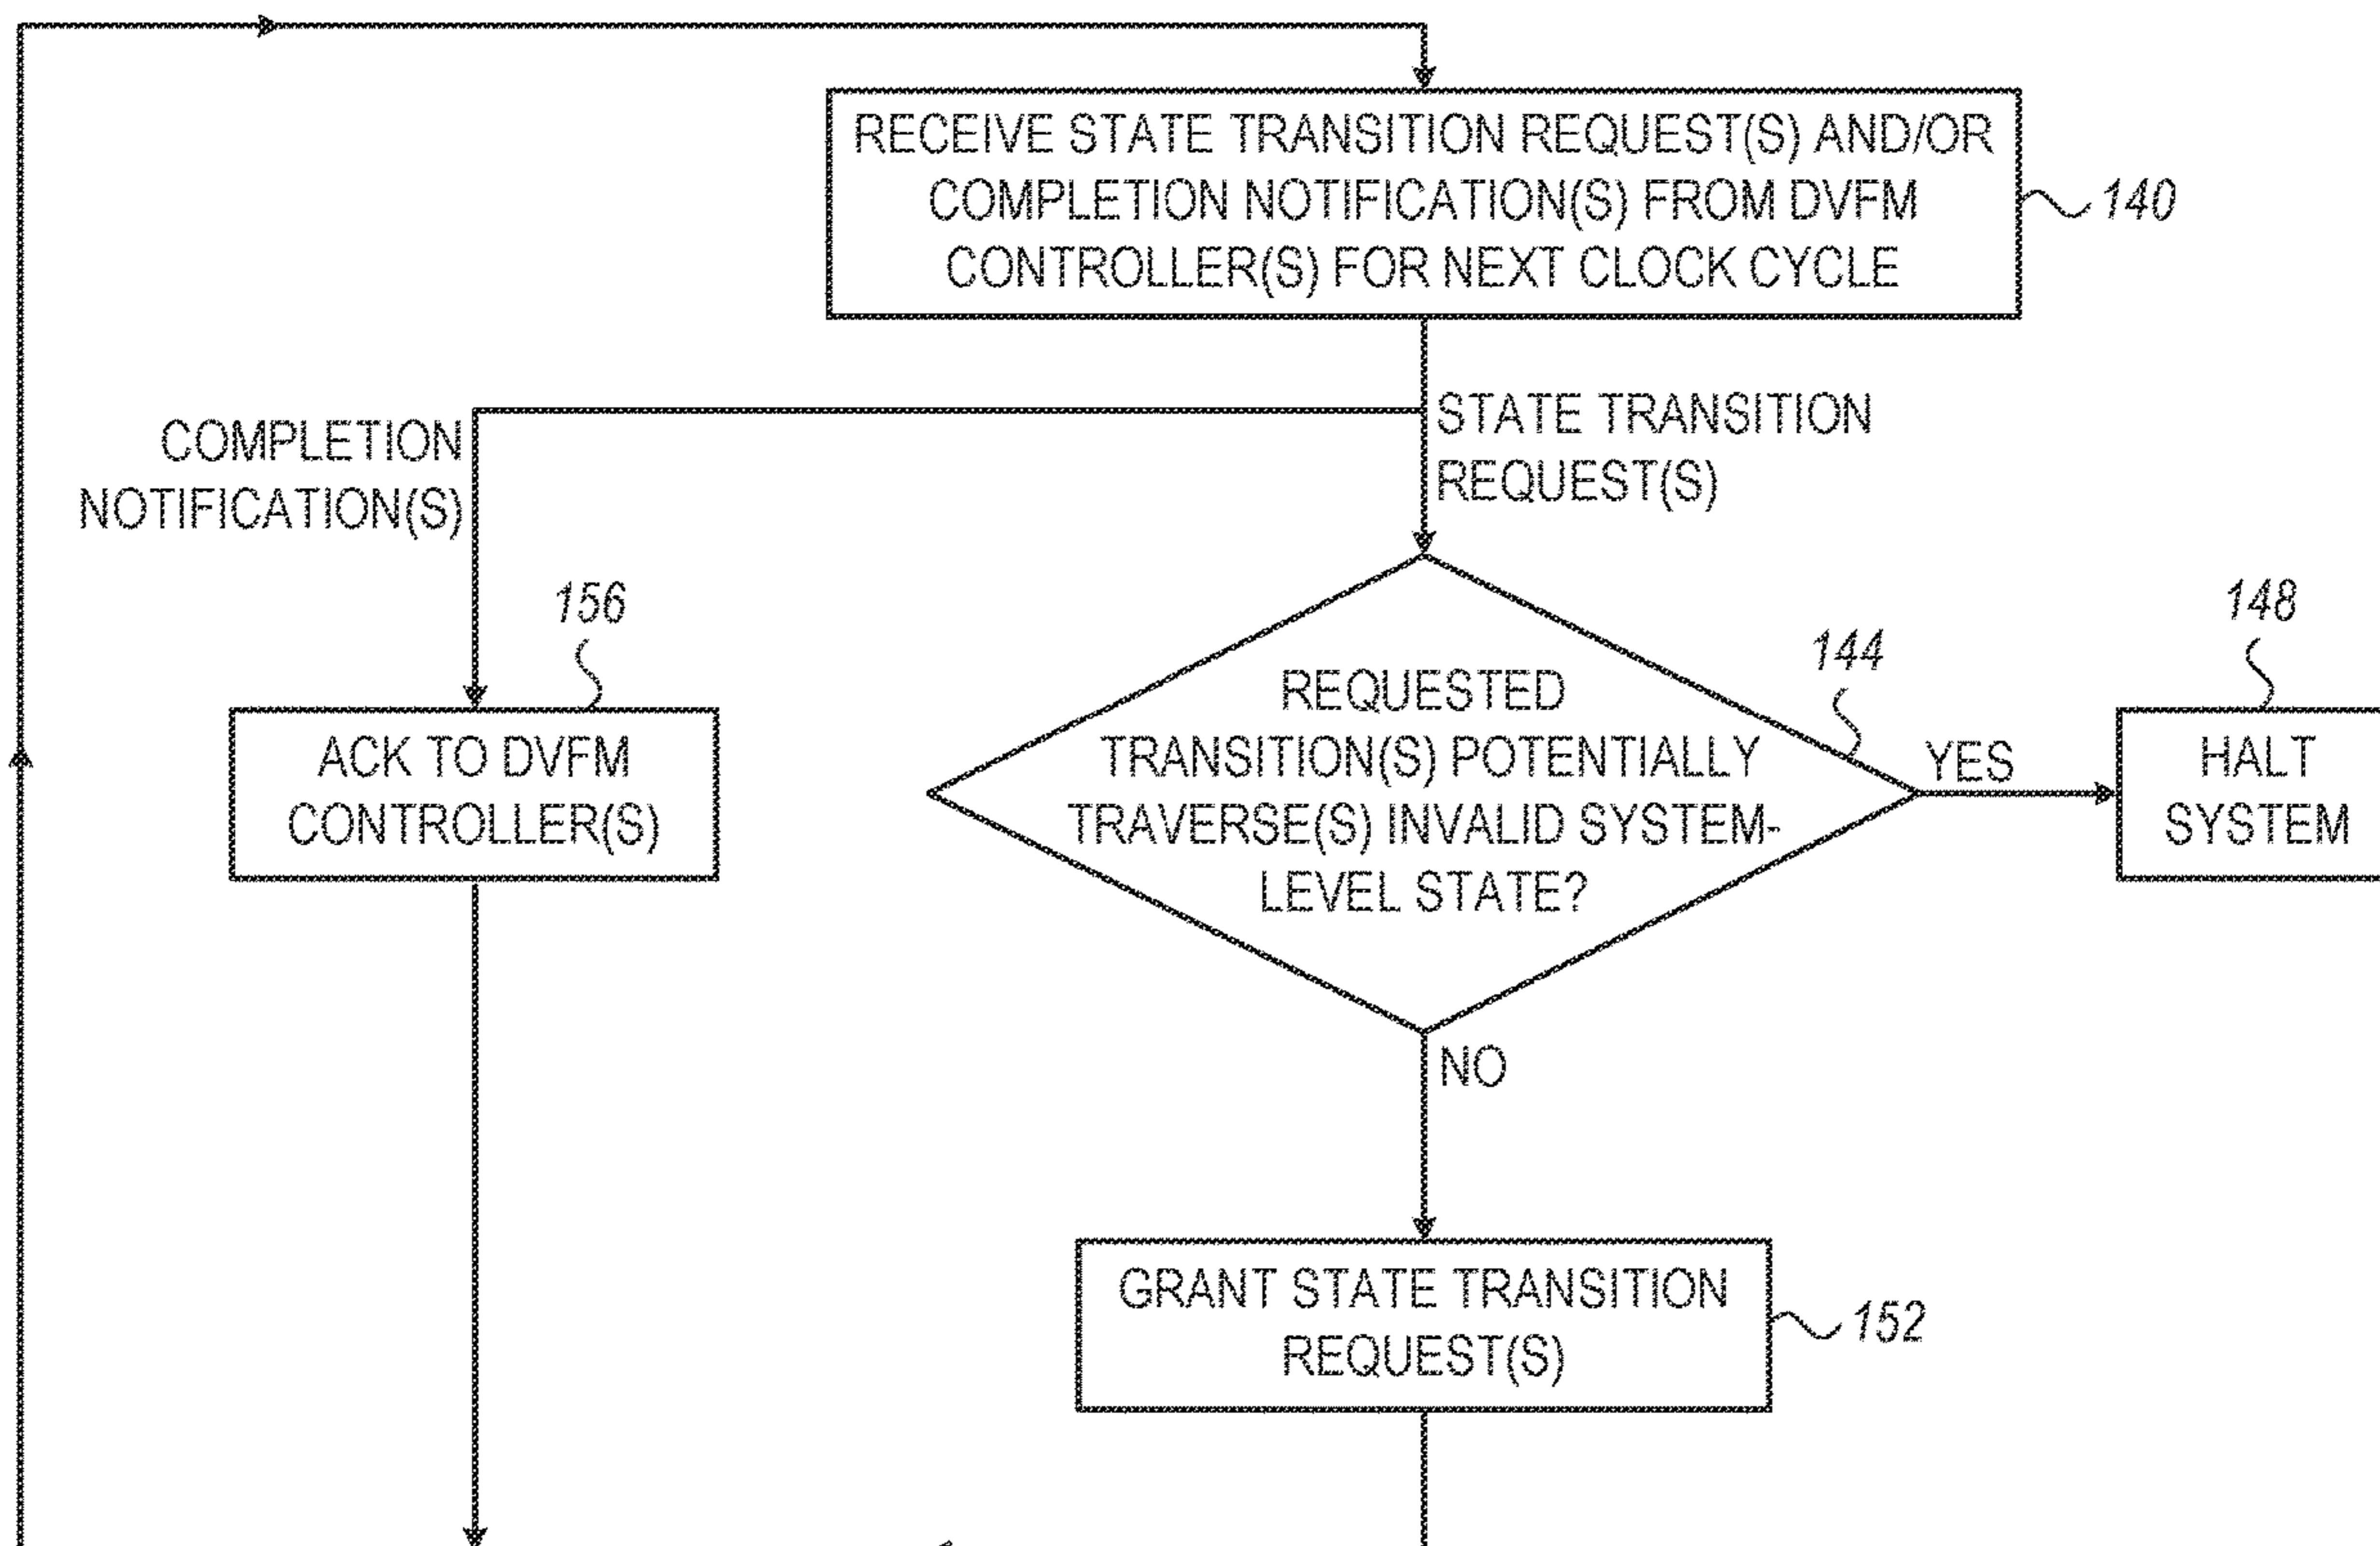 RECEIVE STATE TRANSITION REQUEST(S) AND/OR
COMPLETION NOTIFICATION(S) FROM DVFM
CONTROLLER(S) FOR NEXT CLOCK CYCLE
140
COMPLETION
NOTIFICATION(S)
STATE TRANSITION
REQUEST(S)
156
ACK TO DVFM
CONTROLLER(S)
144
REQUESTED
TRANSITION(S) POTENTIALLY
TRAVERSE(S) INVALID SYSTEM-
LEVEL STATE?
YES
148
HALT
SYSTEM
NO
GRANT STATE TRANSITION
REQUEST(S)
152